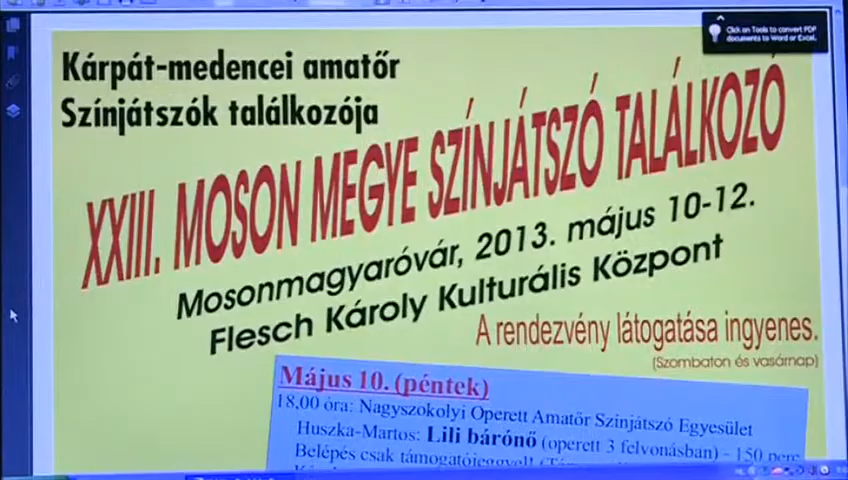 Click on Tools to convert PDF
documents to Word or Excel.
Kárpát-medencei amatőr
Színjátszók találkozója
XXIII. MOSON MEGYE SZÍNJÁTSZÓ TALÁLKOZÓ
Mosonmagyaróvár, 2013. május 10-12.
Flesch Károly Kulturális Központ
A rendezvény látogatása ingyenes.
(Szombaton és vasárnap)
Május 10. (péntek)
18,00 óra: Nagyszokolyi Operett Amatőr Szinjátszó Egyesület
Huszka-Martos: Lili bárónő (operett 3 felvonásban) - 150 perc
Belépés csak támogatójeggyel!